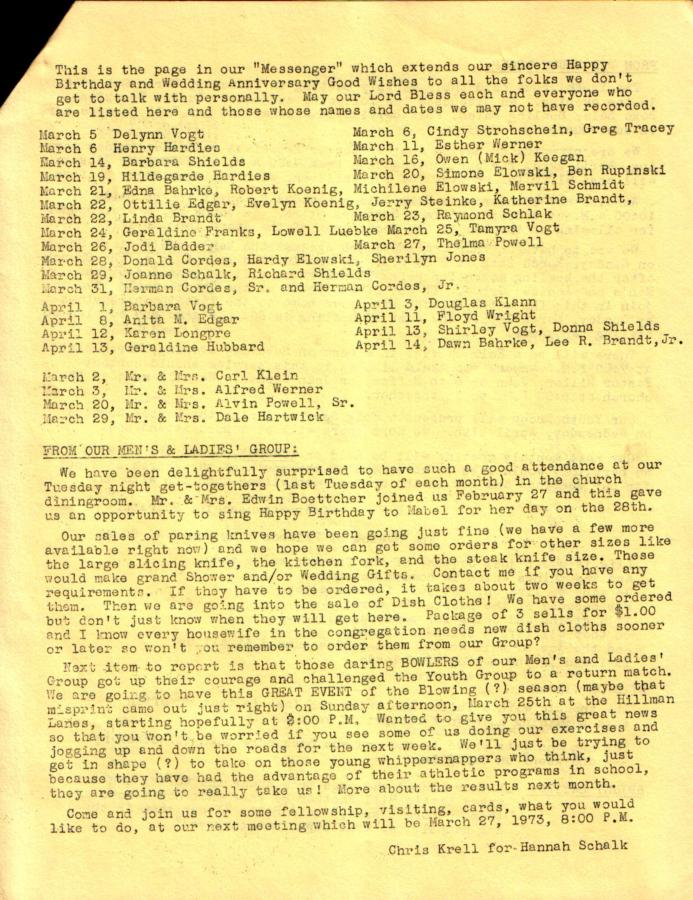 This is the page in our "Messenger" which extends our sincere Happy
Birthday and Wedding Anniversary Good Wishes to all the folks we don't
get to talk with personally. May our Lord Bless each and everyone who
are listed here and those whose names and dates we may not have recorded.
March 5 Delynn Vogt March 6, Cindy Strohschein, Greg Tracey
March 6 Henry Hardies March 11, Esther Werner
March 14, Barbara Shields March 16, Owen (Mick) Keegan
March 19, Hildegarde Hardies March 20, Simone Elowski, Ben Rupinski
March 21, Edna Bahrke, Robert Koenig, Michilene Elowski, Mervil Schmidt
March 22, Ottilie Edgar, Evelyn Koenig, Jerry Steinke, Katherine Brandt,
March 22, Linda Brandt March 23, Raymond Schlak
March 24, Geraldine Franks, Lowell Luebke March 25, Tamyra Vogt
March 26, Jodi Badder March 27, Thelma Powell
March 28, Donald Cordes, Hardy Elowski, Sherilyn Jones
March 29, Joanne Schalk, Richard Shields
March 31, Herman Cordes, Sr. and Herman Cordes, Jr.
April 1, Barbara Vogt April 3, Douglas Klann
April 8, Anita M. Edgar April 11, Floyd Wright
April 12, Karen Longpre April 13, Shirley Vogt, Donna Shields
April 13, Geraldine Hubbard April 14, Dawn Bahrke, Lee R. Brandt,Jr.
March 2, Mr. & Mrs. Carl Klein
March 3, Mr. & Mrs. Alfred Werner
March 20, Mr. & Mrs. Alvin Powell, Sr.
March 29, Mr. & Mrs. Dale Hartwick
FROM OUR MEN'S & LADIES' GROUP:
We have been delightfully surprised to have such a good attendance at our
Tuesday night get-togethers (last Tuesday of each month) in the church
diningroom. Mr. & Mrs. Edwin Boettcher joined us February 27 and this gave
us an opportunity to sing Happy Birthday to Mabel for her day on the 28th.
Our sales of paring knives have been going just fine (we have a few more
available right now) and we hope we can get some orders for other sizes like
the large slicing knife, the kitchen fork, and the steak knife size. These
would make grand Shower and/or Wedding Gifts. Contact me if you have any
requirements. If they have to be ordered, it takes about two weeks to get
them. Then we are going into the sale of Dish Cloths! We have some ordered
but don't just know when they will get here. Package of 3 sells for $1.00
and I know every housewife in the congregation needs new dish cloths sooner
or later so won't you remember to order them from our Group?
Next item to report is that those daring BOWLERS of our Men's and Ladies'
Group got up their courage and challenged the Youth Group to a return match.
We are going to have this GREAT EVENT of the Blowing (?) season (maybe that
misprint came out just right) on Sunday afternoon, March 25th at the Hillman
Lanes, starting hopefully at :00 P.M. Wanted to give you this great news
so that you won't be worried if you see some of us doing our exercises and
jogging up and down the roads for the next week. We'll just be trying to
get in shape (?) to take on those young whippersnappers who think, just
because they have had the advantage of their athletic programs in school,
they are going to really take us! More about the results next month.
Come and join us for some fellowship, visiting, cards, what you would
like to do, at our next meeting which will be March 27, 1973, 8:00 P.M.
Chris Krell for Hannah Schalk